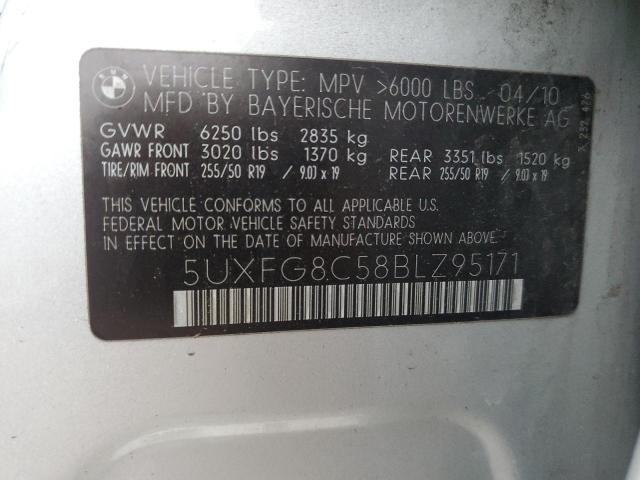 BMW
VEHICLE TYPE: MPV >6000 LBS 04/10
MFD BY BAYERISCHE MOTORENWERKE AG
GVWR 6250 lbs 2835 kg
GAWR FRONT 3020 lbs 1370 kg REAR 3351 lbs 1520 kg
TIRE/RIM FRONT 255/50 R19 / 9.0J x 19 REAR 255/50 R19 / 9.0J x 19
THIS VEHICLE CONFORMS TO ALL APPLICABLE U.S.
FEDERAL MOTOR VEHICLE SAFETY STANDARDS
IN EFFECT ON THE DATE OF MANUFACTURE SHOWN ABOVE.
5UXFG8C58BLZ95171